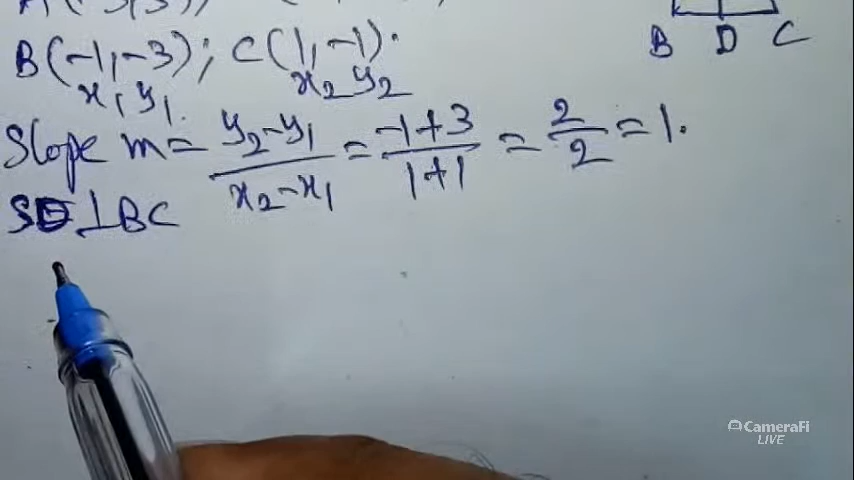 B(-1,-3); C(1,-1).
x, y1. x2 y2
B D C
Slope m = y2-y1/x2-x1 = -1+3/1+1 = 2/2 = 1.
SD ⊥ BC
CameraFi
LIVE